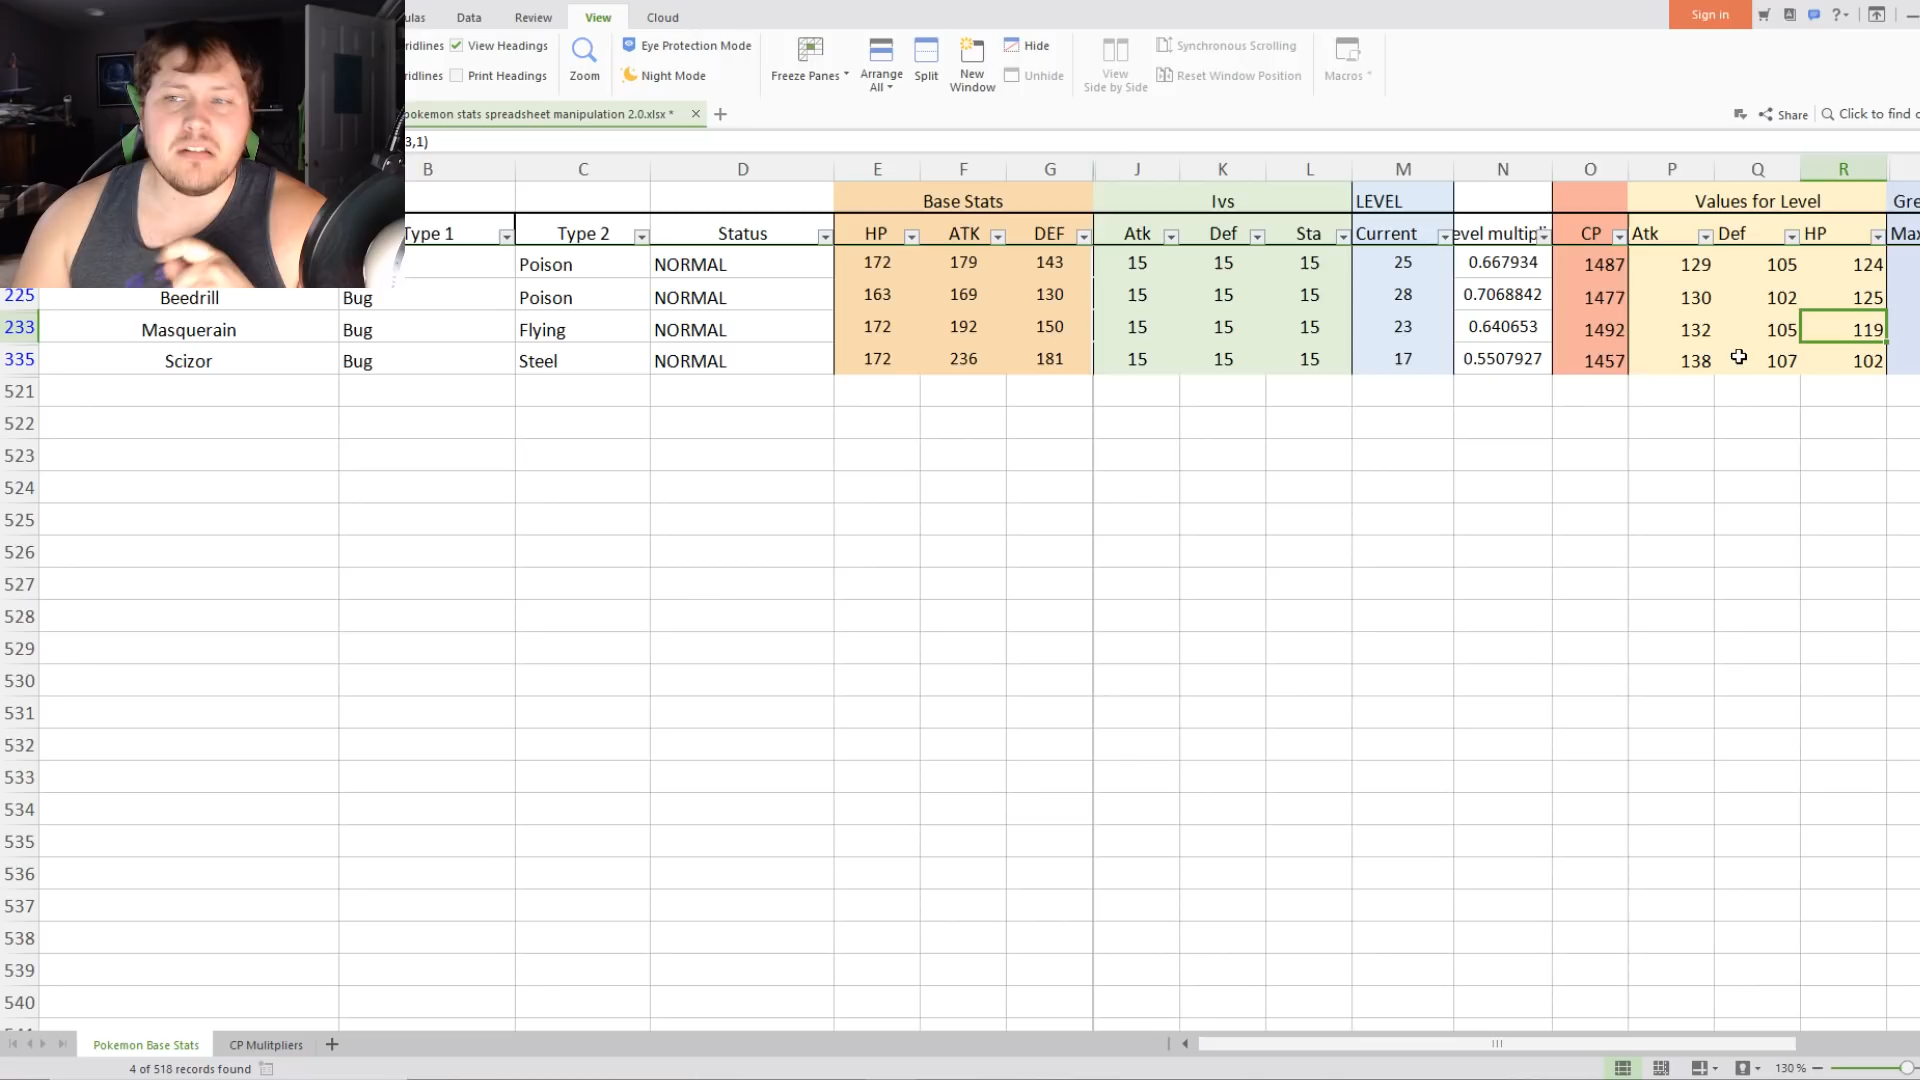 ulas Data Review View Cloud Sign in
ridlines View Headings Eye Protection Mode Hide Synchronous Scrolling
ridlines Print Headings Zoom Night Mode Freeze Panes Arrange All Split New Window Unhide View Side by Side Reset Window Position Macros
pokemon stats spreadsheet manipulation 2.0.xlsx * Share Click to find c
3,1)
B C D E F G J K L M N O P Q R
Base Stats Ivs LEVEL Values for Level Gre
Type 1 Type 2 Status HP ATK DEF Atk Def Sta Current CP Atk Def HP Max
Poison NORMAL 172 179 143 15 15 15 25 0.667934 1487 129 105 124
225 Beedrill Bug Poison NORMAL 163 169 130 15 15 15 28 0.7068842 1477 130 102 125
233 Masquerain Bug Flying NORMAL 172 192 150 15 15 15 23 0.640653 1492 132 105 119
335 Scizor Bug Steel NORMAL 172 236 181 15 15 15 17 0.5507927 1457 138 107 102
521
522
523
524
525
526
527
528
529
530
531
532
533
534
535
536
537
538
539
540
Pokemon Base Stats CP Mulitpliers
4 of 518 records found 130 %